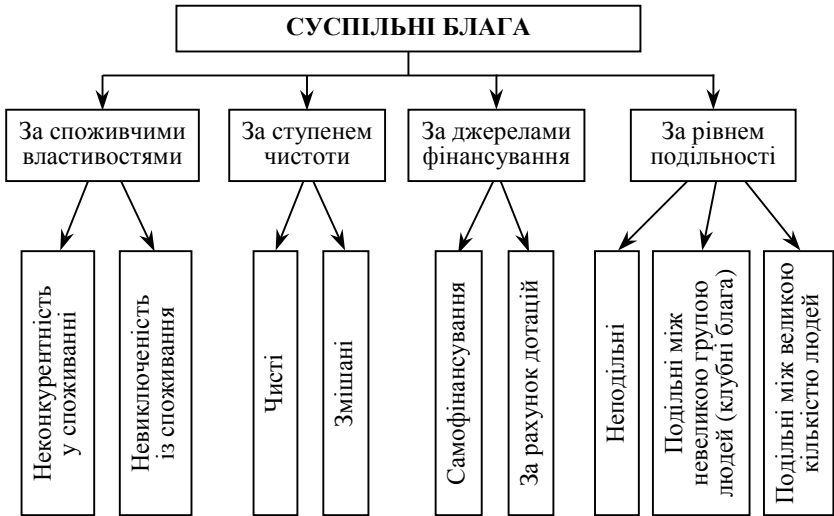 СУСПІЛЬНІ БЛАГА
За споживчими
властивостями
За ступенем
чистоти
За джерелами
фінансування
За рівнем
подільності
Неконкурентність
у споживанні
Невиключеність
із споживання
Чисті
Змішані
Самофінансування
За рахунок дотацій
Неподільні
Подільні між
невеликою групою
людей (клубні блага)
Подільні між великою
кількістю людей